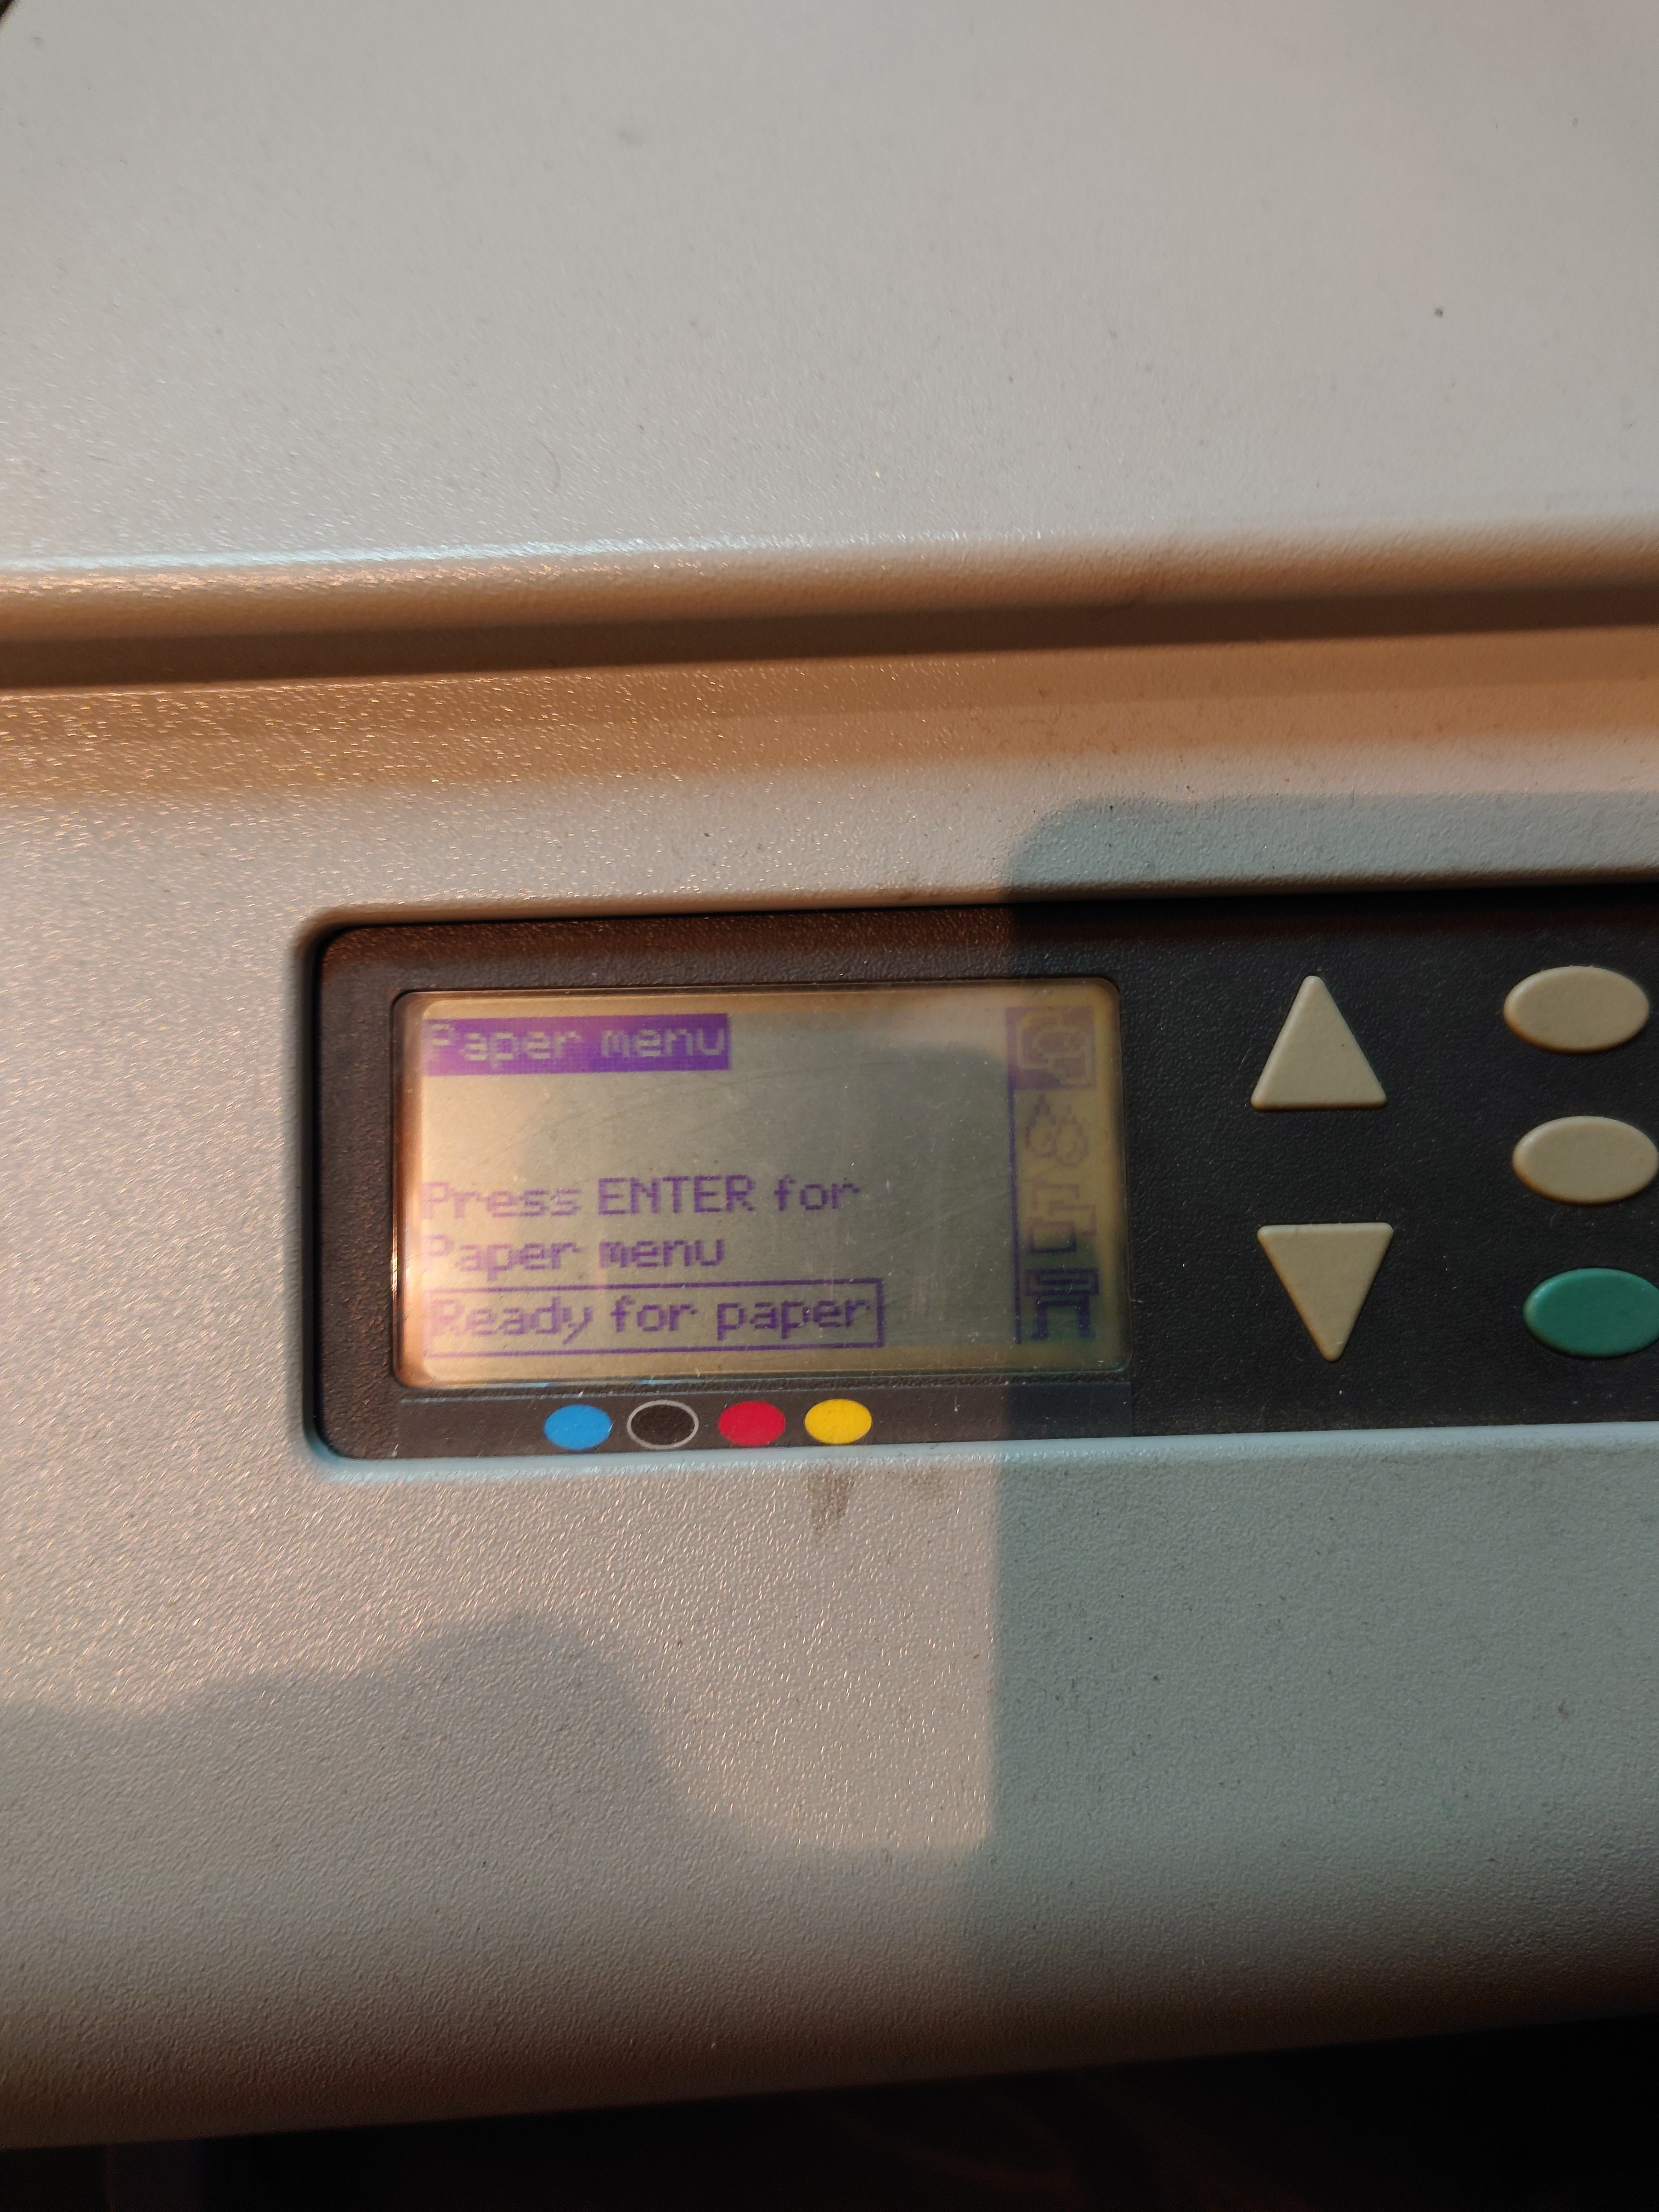 Paper menu
Press ENTER for
Paper menu
Ready for paper